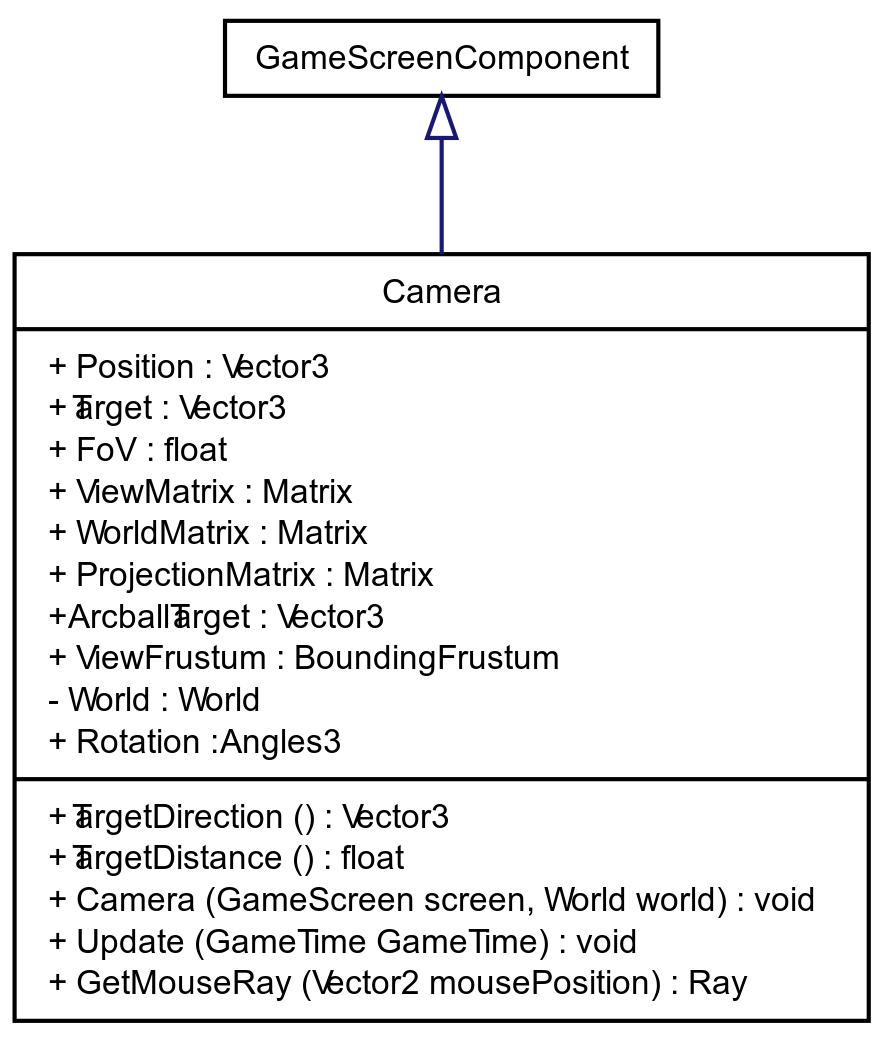 GameScreenComponent
Camera
+ Position : Vector3
+ Target : Vector3
+ FoV : float
+ ViewMatrix : Matrix
+ WorldMatrix : Matrix
+ ProjectionMatrix : Matrix
+ArcballTarget : Vector3
+ ViewFrustum : BoundingFrustum
- World : World
+ Rotation :Angles3
+ TargetDirection () : Vector3
+ TargetDistance () : float
+ Camera (GameScreen screen, World world) : void
+ Update (GameTime GameTime) : void
+ GetMouseRay (Vector2 mousePosition) : Ray